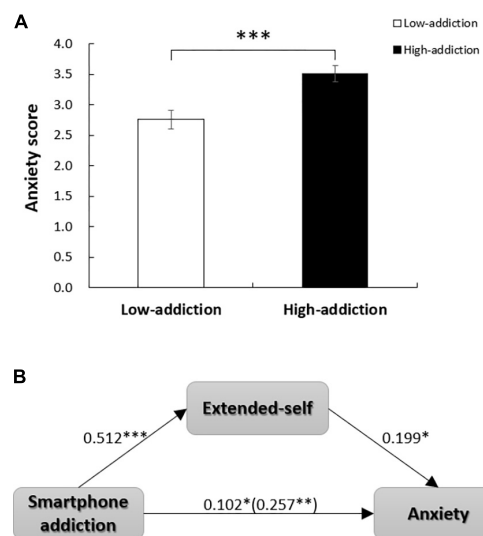 A
***
Low-addiction
High-addiction
Anxiety score
4.0
3.5
3.0
2.5
2.0
1.5
1.0
0.5
0.0
Low-addiction High-addiction
B
Extended-self
0.512*** 0.199*
Smartphone
addiction
0.102*(0.257**)
Anxiety